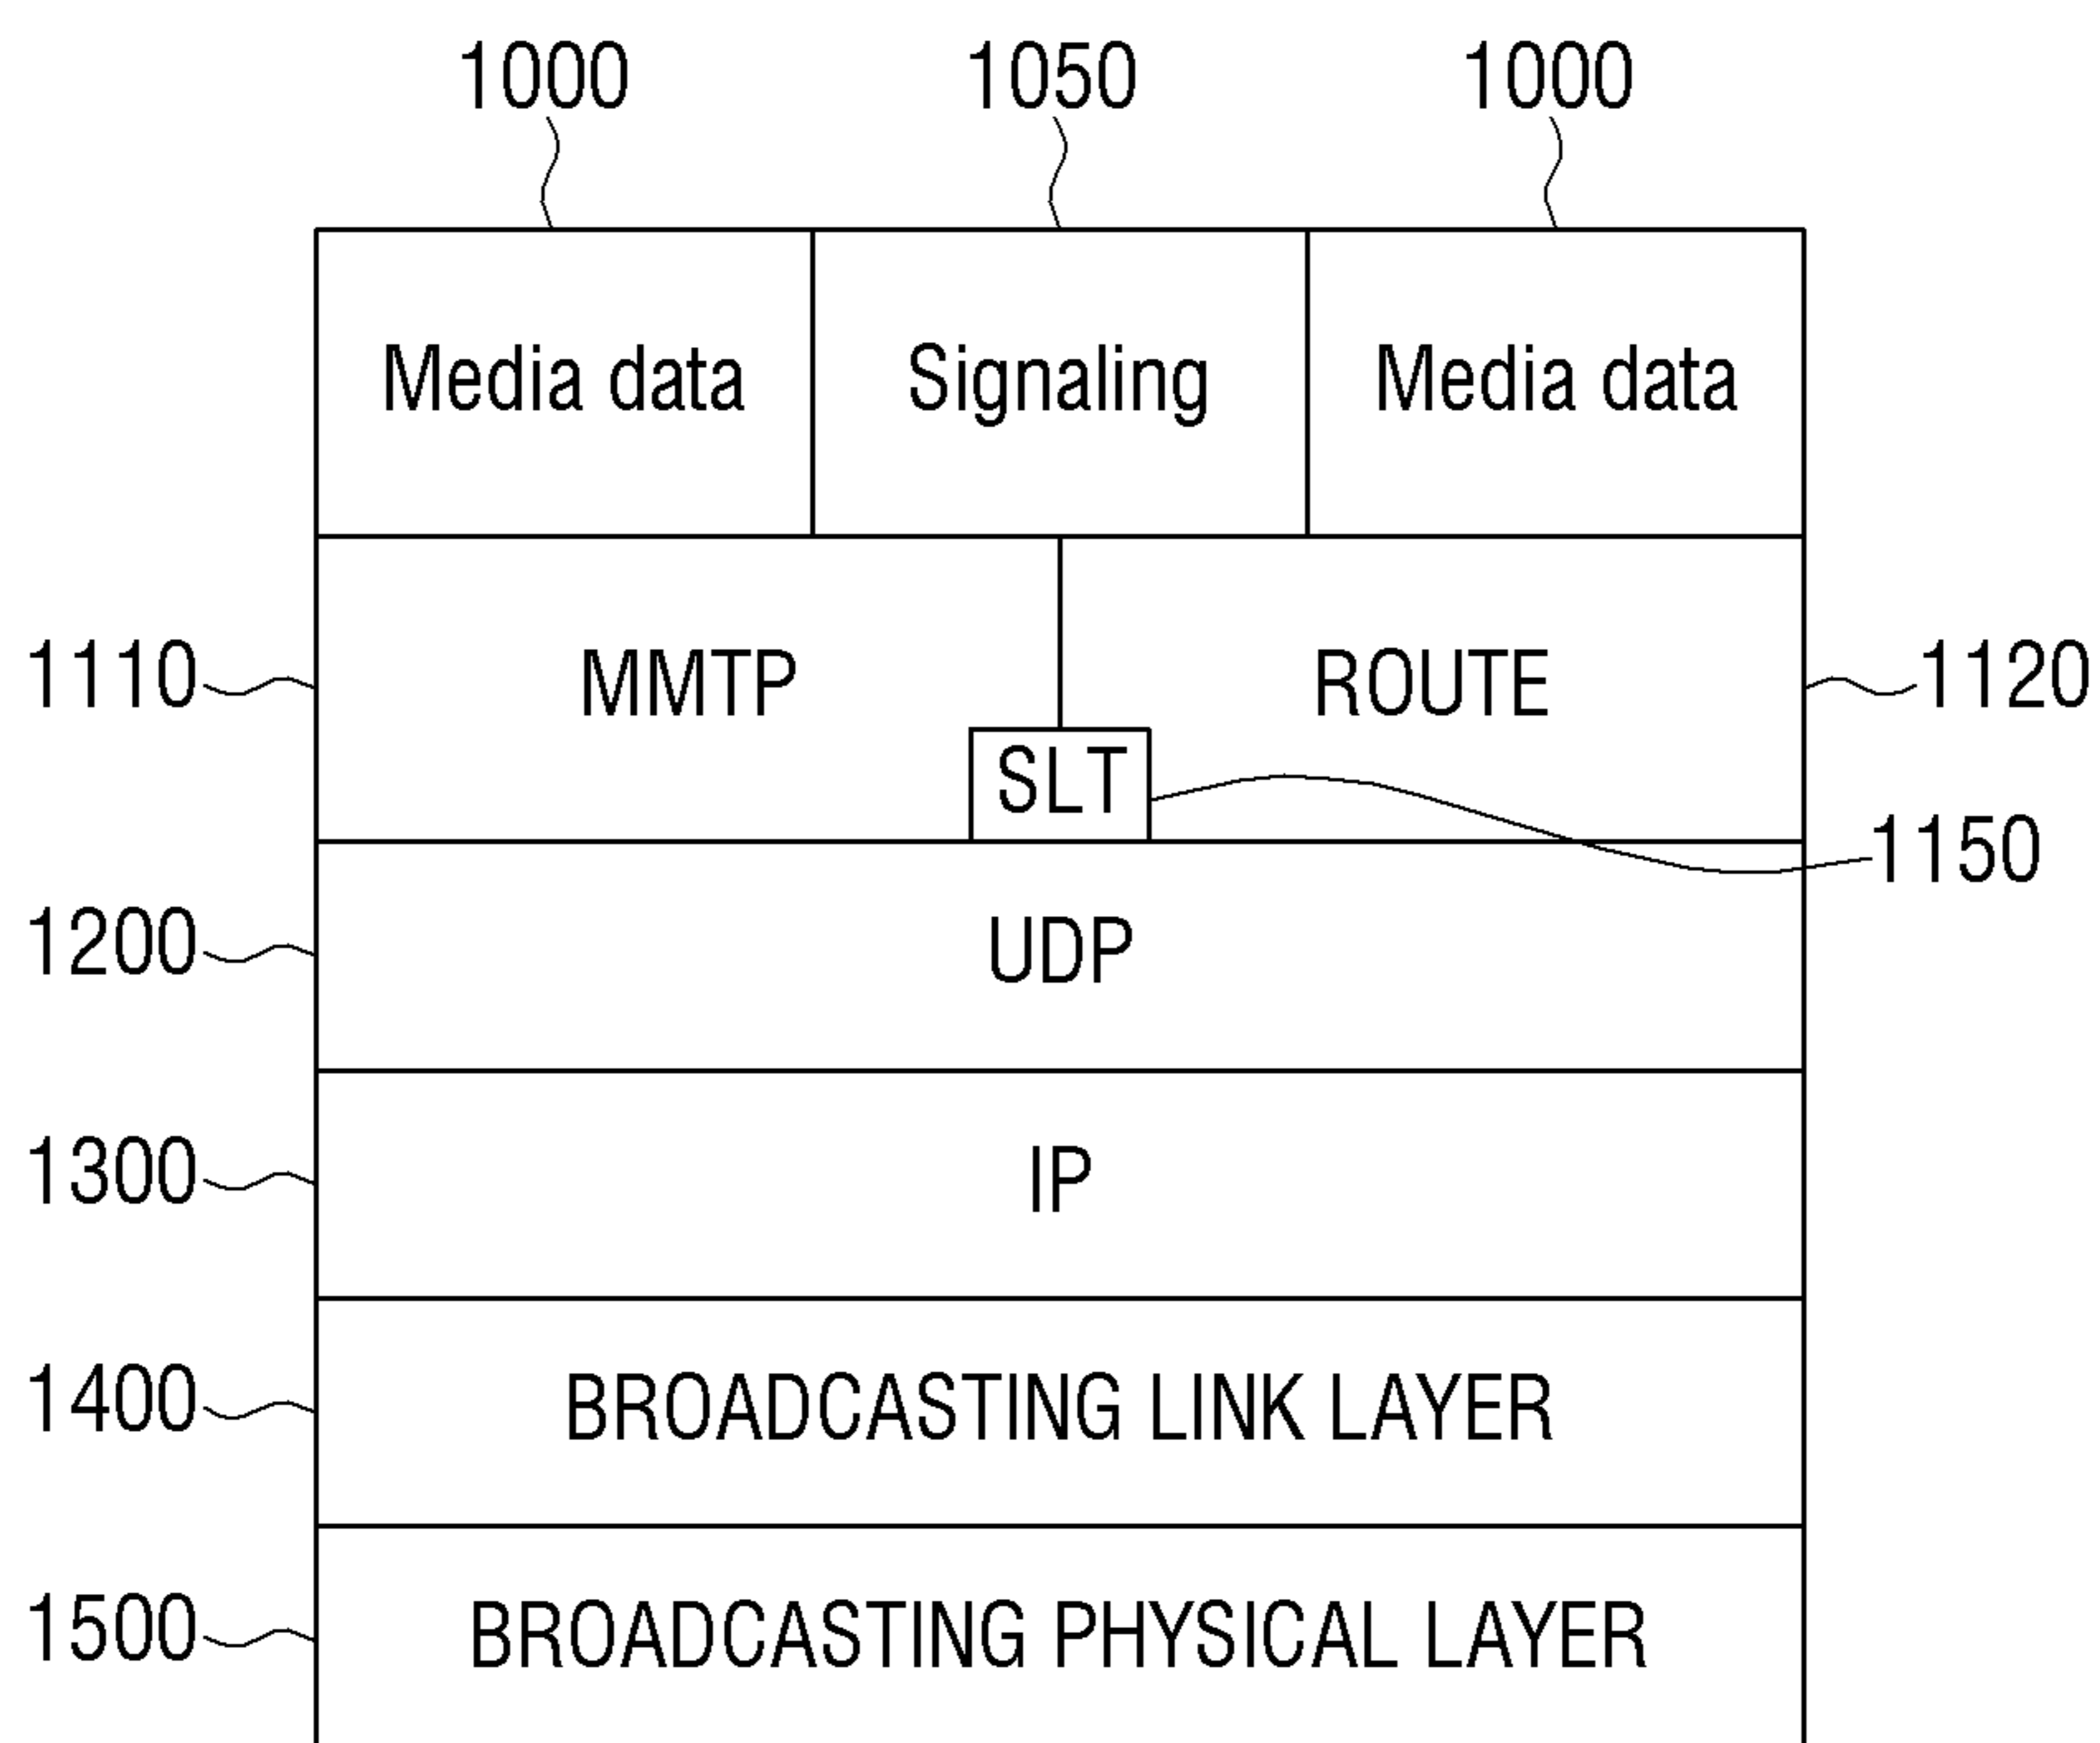 1000 1050 1000
Media data Signaling Media data
1110 MMTP ROUTE 1120
SLT
1150
1200 UDP
1300 IP
1400 BROADCASTING LINK LAYER
1500 BROADCASTING PHYSICAL LAYER